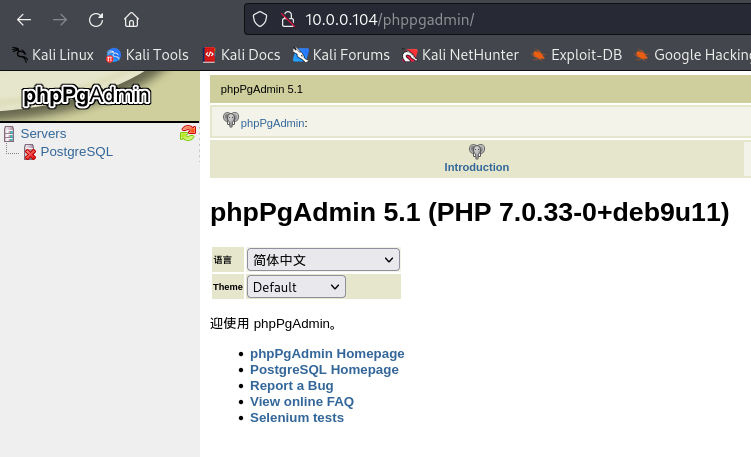 10.0.0.104/phppgadmin/
Kali Linux Kali Tools Kali Docs Kali Forums Kali NetHunter Exploit-DB Google Hacking
phpPgAdmin
phpPgAdmin 5.1
Servers
phpPgAdmin:
PostgreSQL
Introduction
phpPgAdmin 5.1 (PHP 7.0.33-0+deb9u11)
语言 简体中文
Theme Default
迎使用 phpPgAdmin。
phpPgAdmin Homepage
PostgreSQL Homepage
Report a Bug
View online FAQ
Selenium tests